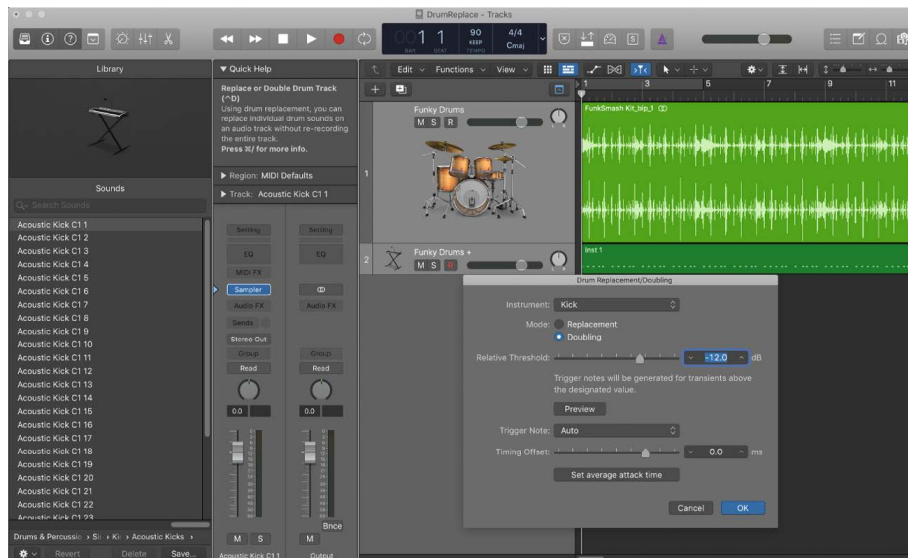 DrumReplace - Tracks
001 1
BAR BEAT
90
KEEP
TEMPO
4/4
Cmaj
Library
Sounds
Search Sounds
Acoustic Kick C1 1
Acoustic Kick C1 2
Acoustic Kick C1 3
Acoustic Kick C1 4
Acoustic Kick C1 5
Acoustic Kick C1 6
Acoustic Kick C1 7
Acoustic Kick C1 8
Acoustic Kick C1 9
Acoustic Kick C1 10
Acoustic Kick C1 11
Acoustic Kick C1 12
Acoustic Kick C1 13
Acoustic Kick C1 14
Acoustic Kick C1 15
Acoustic Kick C1 16
Acoustic Kick C1 17
Acoustic Kick C1 18
Acoustic Kick C1 19
Acoustic Kick C1 20
Acoustic Kick C1 21
Acoustic Kick C1 22
Acoustic Kick C1 23
Drums & Percussio › Si › Ki › Acoustic Kicks ›
Revert Delete Save...
Quick Help
Replace or Double Drum Track
(^D)
Using drum replacement, you can
replace individual drum sounds on
an audio track without re-recording
the entire track.
Press ⌘/ for more info.
Region: MIDI Defaults
Track: Acoustic Kick C1 1
Setting Setting
EQ EQ
MIDI FX
Sampler
Audio FX Audio FX
Sends
Stereo Out
Group Group
Read Read
0.0 0.0
Bnce
M S M
Acoustic Kick C1 1 Output
Edit Functions View
1 3 5 7 9 11
1
Funky Drums
M S R
L R
FunkSmash Kit_bip_1
2
Funky Drums +
M S R
L R
Inst 1
Drum Replacement/Doubling
Instrument: Kick
Mode: Replacement
Doubling
Relative Threshold: -12.0 dB
Trigger notes will be generated for transients above
the designated value.
Preview
Trigger Note: Auto
Timing Offset: 0.0 ms
Set average attack time
Cancel OK